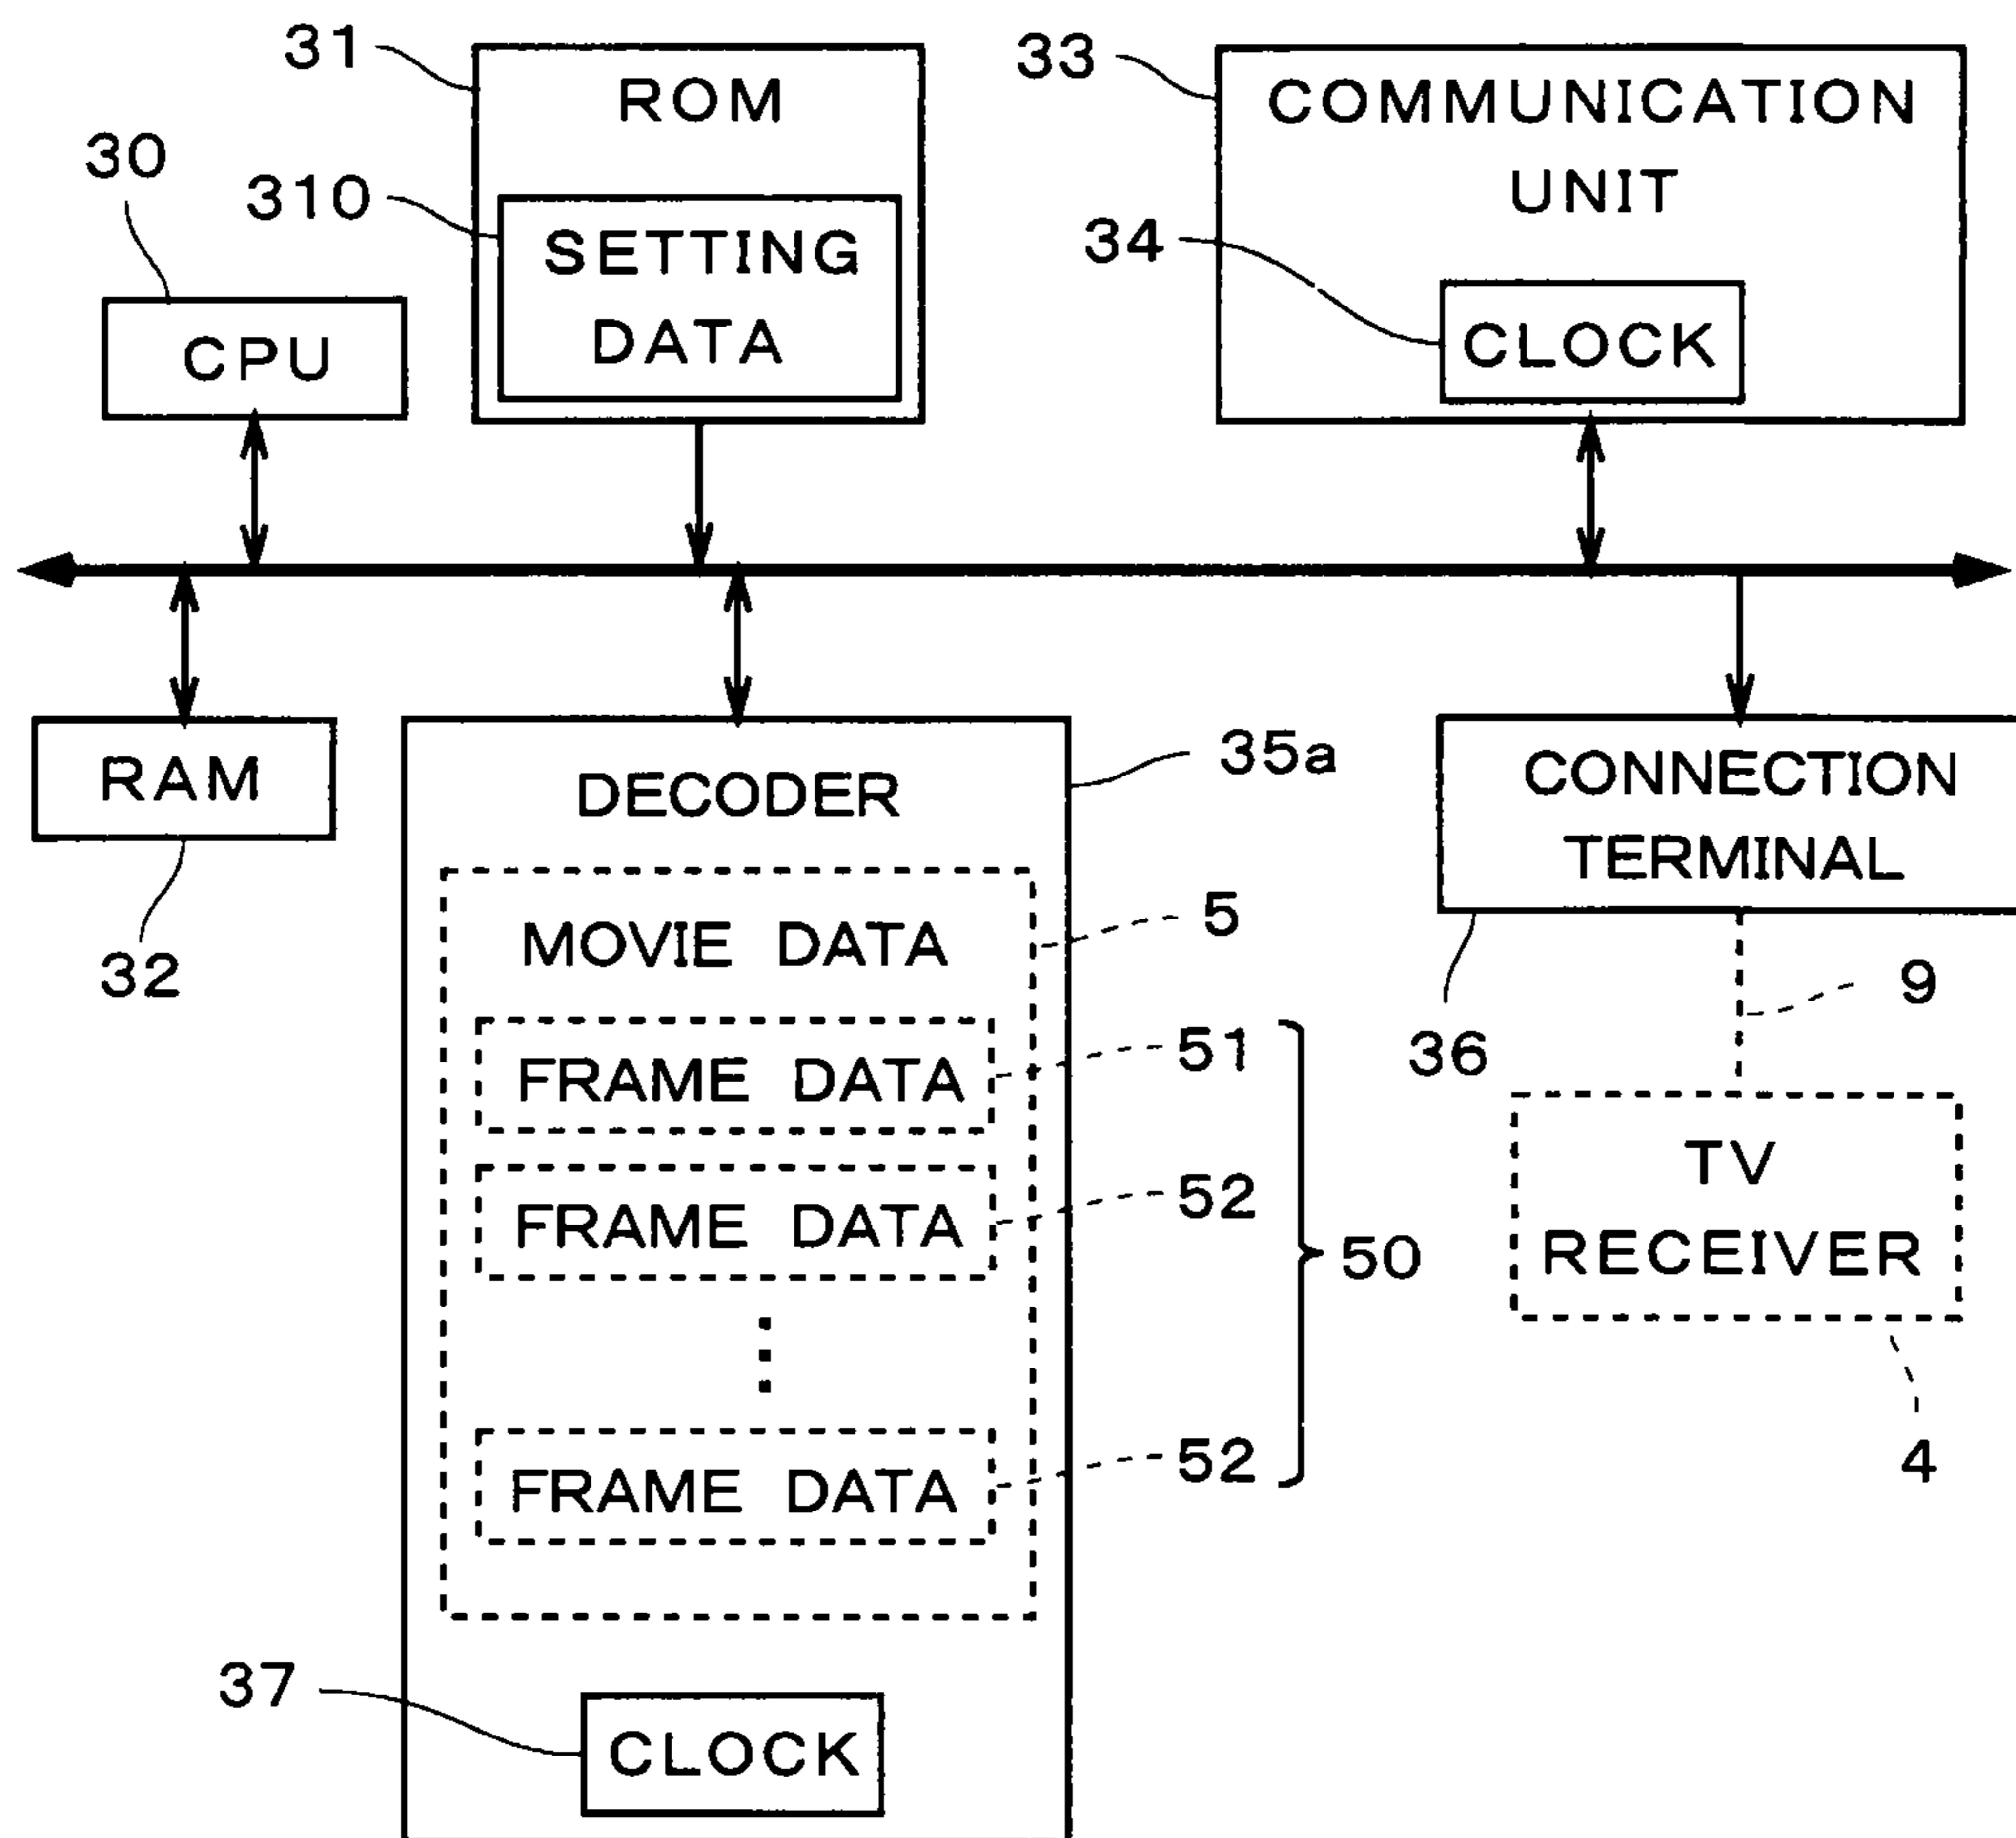 31
ROM
33
COMMUNICATION
UNIT
30
310
SETTING
DATA
34
CLOCK
CPU
RAM
32
DECODER
35a
CONNECTION
TERMINAL
36
MOVIE DATA
5
9
FRAME DATA
51
FRAME DATA
52
50
TV
RECEIVER
4
FRAME DATA
52
37
CLOCK